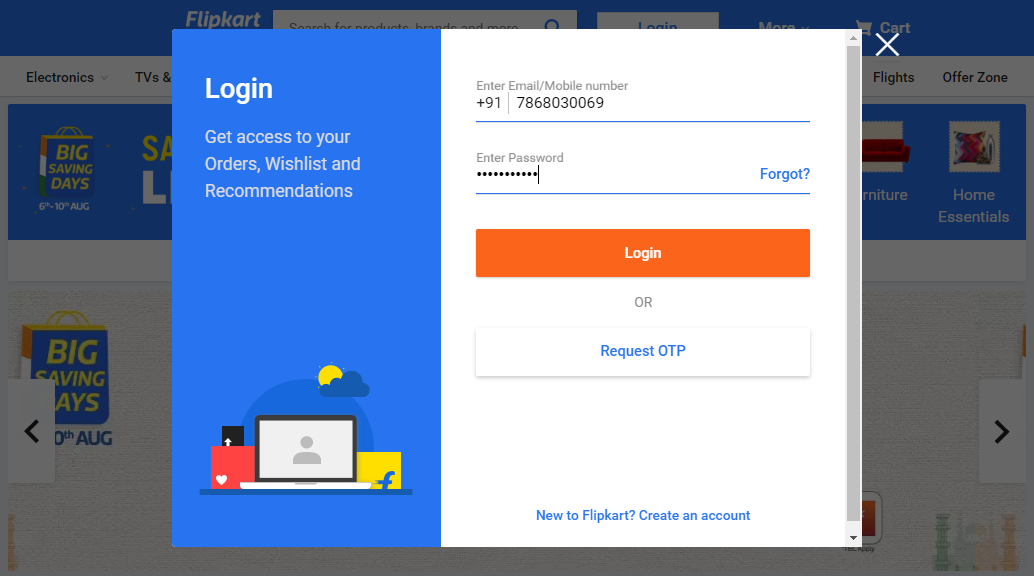 Flipkart
Search for products, brands and more
Login
More
Cart
Electronics
TVs &
Flights
Offer Zone
BIG
SAVING
DAYS
6th-10th AUG
SA
L
rniture
Home
Essentials
Login
Get access to your
Orders, Wishlist and
Recommendations
Enter Email/Mobile number
+91 7868030069
Enter Password
•••••••••••
Forgot?
Login
OR
Request OTP
New to Flipkart? Create an account
BIG
SAVING
DAYS
0th AUG